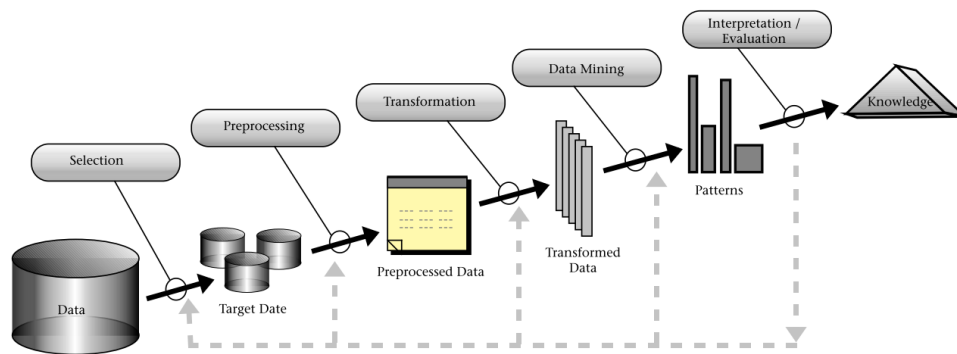 Interpretation /
Evaluation
Data Mining
Transformation
Preprocessing
Selection
Data
Target Date
Preprocessed Data
Transformed
Data
Patterns
Knowledge